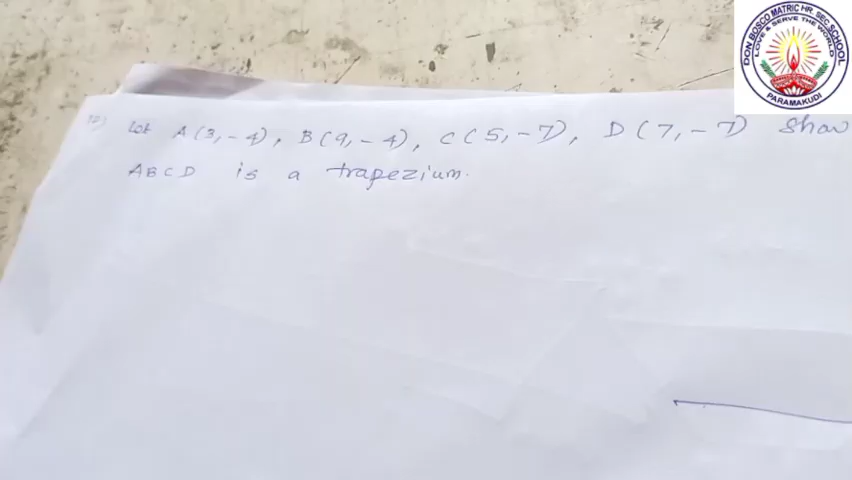 DON BOSCO MATRIC HR. SEC SCHOOL
LOVE & SERVE THE WORLD
PARAMAKUDI
12) Let A(3,-4), B(9,-4), C(5,-7), D(7,-7) Show
ABCD is a trapezium.